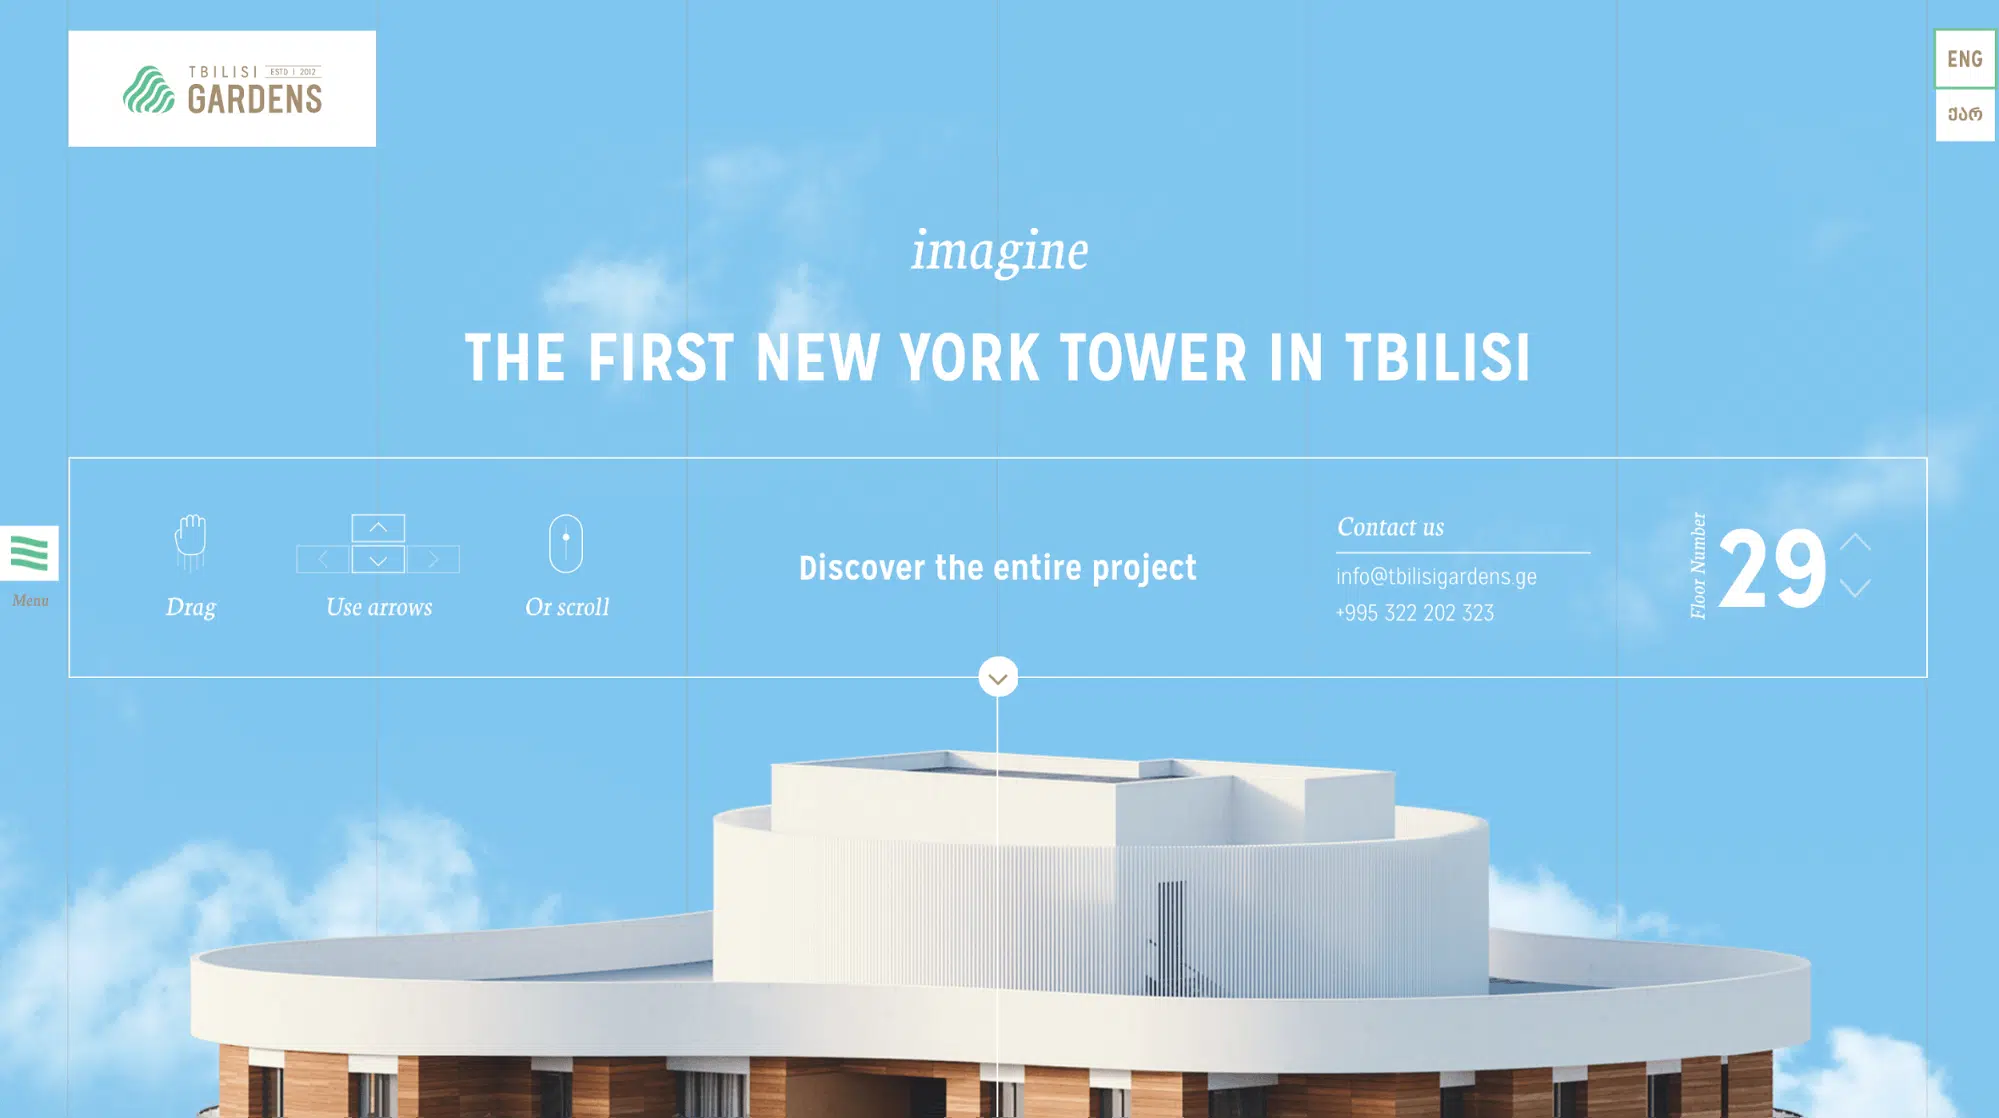 TBILISI ESTD | 2012
GARDENS
ENG
ქარ
imagine
THE FIRST NEW YORK TOWER IN TBILISI
Menu
Drag
Use arrows
Or scroll
Discover the entire project
Contact us
info@tbilisigardens.ge
+995 322 202 323
Floor Number
29